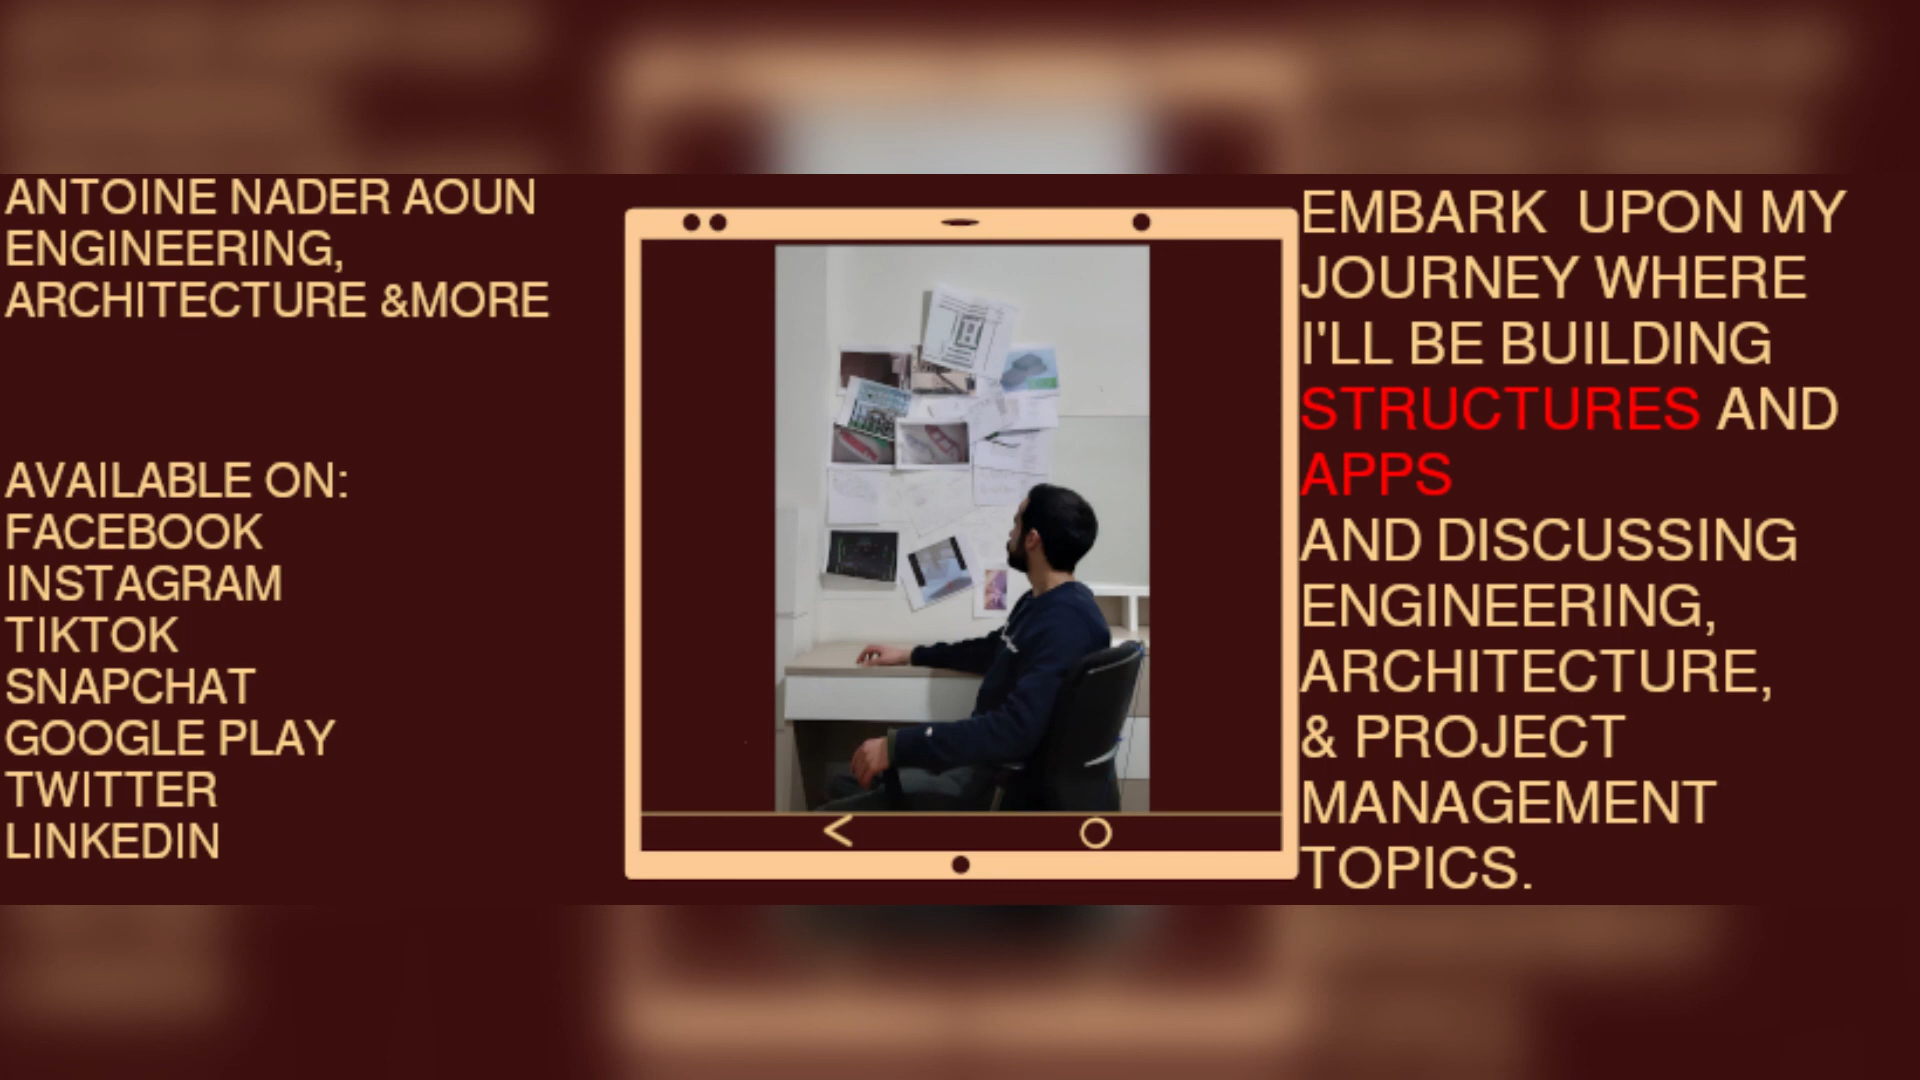 ANTOINE NADER AOUN
ENGINEERING,
ARCHITECTURE &MORE
AVAILABLE ON:
FACEBOOK
INSTAGRAM
TIKTOK
SNAPCHAT
GOOGLE PLAY
TWITTER
LINKEDIN
EMBARK  UPON MY
JOURNEY WHERE
I'LL BE BUILDING
STRUCTURES AND
APPS
AND DISCUSSING
ENGINEERING,
ARCHITECTURE,
& PROJECT
MANAGEMENT
TOPICS.